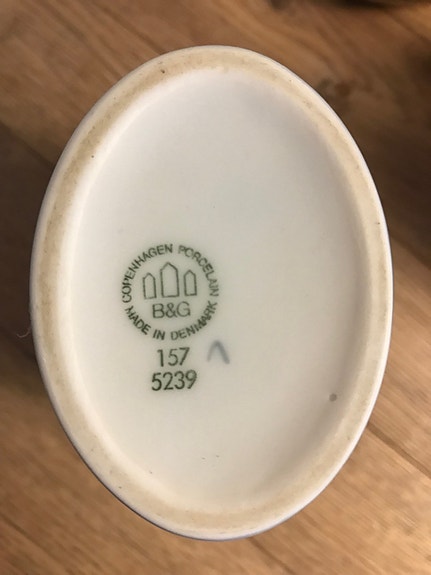 COPENHAGEN PORCELAIN
B&G
MADE IN DENMARK
157
5239